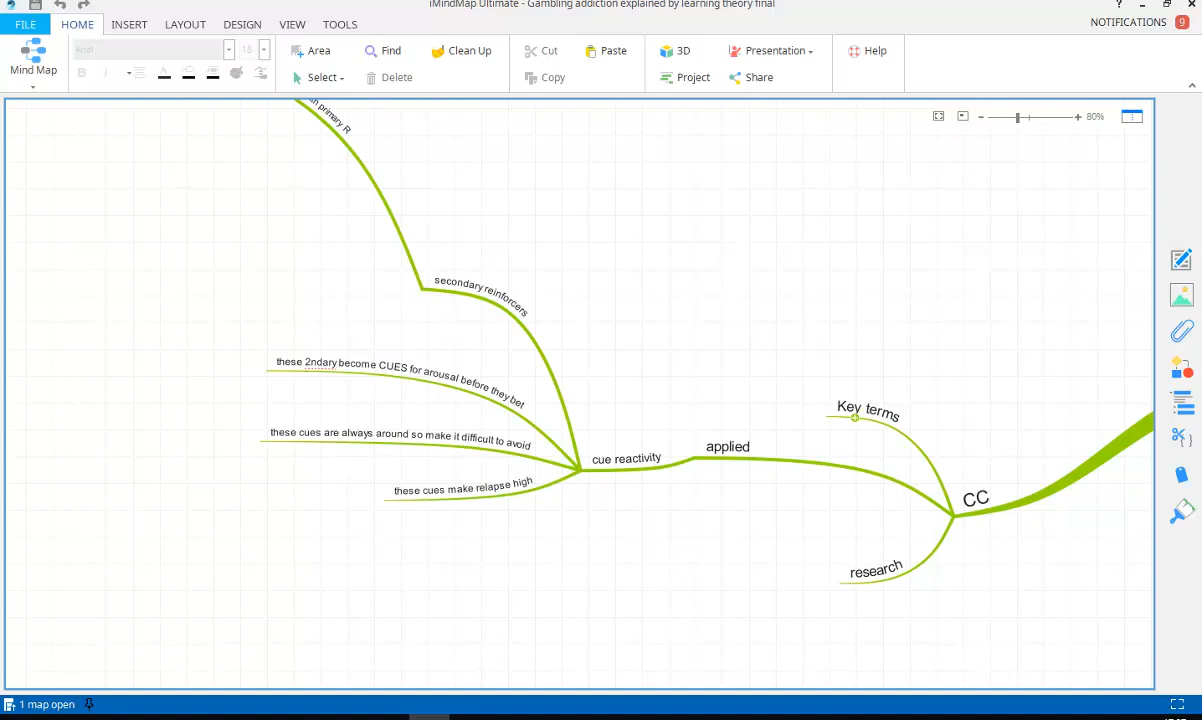 iMindMap Ultimate - Gambling addiction explained by learning theory final
FILE HOME INSERT LAYOUT DESIGN VIEW TOOLS
NOTIFICATIONS 9
Mind Map
Arial 18
B i
Area Find Clean Up
Select Delete
Cut Paste
Copy
3D Presentation
Project Share
Help
80%
primary R
secondary reinforcers
these 2ndary become CUES for arousal before they bet
these cues are always around so make it difficult to avoid
these cues make relapse high
cue reactivity
applied
Key terms
CC
research
1 map open